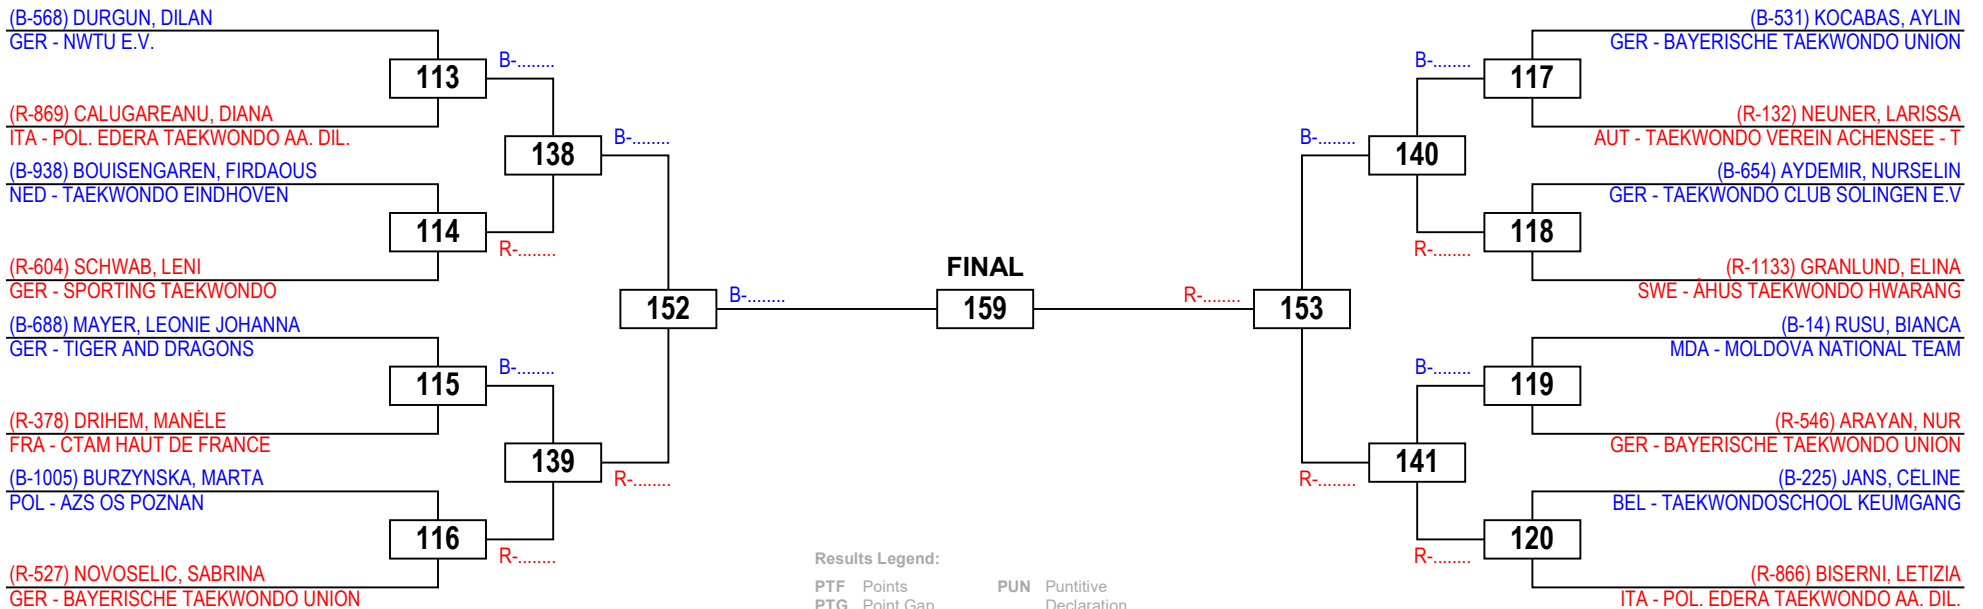 (B-568) DURGUN, DILAN
GER - NWTU E.V.
113
B-........
(R-869) CALUGAREANU, DIANA
ITA - POL. EDERA TAEKWONDO AA. DIL.
138
B-........
(B-938) BOUISENGAREN, FIRDAOUS
NED - TAEKWONDO EINDHOVEN
114
R-........
(R-604) SCHWAB, LENI
GER - SPORTING TAEKWONDO
152
B-........
(B-688) MAYER, LEONIE JOHANNA
GER - TIGER AND DRAGONS
115
B-........
(R-378) DRIHEM, MANÈLE
FRA - CTAM HAUT DE FRANCE
139
R-........
(B-1005) BURZYNSKA, MARTA
POL - AZS OS POZNAN
116
R-........
(R-527) NOVOSELIC, SABRINA
GER - BAYERISCHE TAEKWONDO UNION
FINAL
159
(B-531) KOCABAS, AYLIN
GER - BAYERISCHE TAEKWONDO UNION
B-........
117
(R-132) NEUNER, LARISSA
AUT - TAEKWONDO VEREIN ACHENSEE - T
B-........
140
(B-654) AYDEMIR, NURSELIN
GER - TAEKWONDO CLUB SOLINGEN E.V
R-........
118
(R-1133) GRANLUND, ELINA
SWE - ÅHUS TAEKWONDO HWARANG
R-........
153
(B-14) RUSU, BIANCA
MDA - MOLDOVA NATIONAL TEAM
B-........
119
(R-546) ARAYAN, NUR
GER - BAYERISCHE TAEKWONDO UNION
R-........
141
(B-225) JANS, CÉLINE
BEL - TAEKWONDOSCHOOL KEUMGANG
R-........
120
(R-866) BISERNI, LETIZIA
ITA - POL. EDERA TAEKWONDO AA. DIL.
Results Legend:
PTF Points PUN Puntitive
PTG Point Gap Declaration